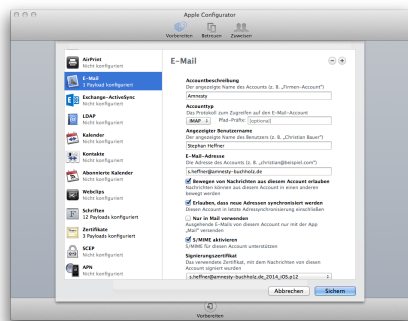 Apple Configurator
Vorbereiten Betreuen Zuweisen
AirPrint
Nicht konfiguriert
E-Mail
1 Payload konfiguriert
Exchange-ActiveSync
Nicht konfiguriert
LDAP
Nicht konfiguriert
Kalender
Nicht konfiguriert
Kontakte
Nicht konfiguriert
Abonnierte Kalender
Nicht konfiguriert
Webclips
Nicht konfiguriert
Schriften
12 Payloads konfiguriert
Zertifikate
3 Payloads konfiguriert
SCEP
Nicht konfiguriert
APN
Nicht konfiguriert
E-Mail
Accountbeschreibung
Der angezeigte Name des Accounts (z. B. „Firmen-Account“)
Amnesty
Accounttyp
Das Protokoll zum Zugreifen auf den E-Mail-Account
IMAP Pfad-Präfix: [optional]
Angezeigter Benutzername
Der angezeigte Name des Benutzers (z. B. „Christian Bauer“)
Stephan Heffner
E-Mail-Adresse
Die Adresse des Accounts (z. B. „christian@beispiel.com“)
s.heffner@amnesty-buchholz.de
Bewegen von Nachrichten aus diesem Account erlauben
Nachrichten können aus diesem Account in einen anderen
bewegt werden
Erlauben, dass neue Adressen synchronisiert werden
Diesen Account in letzte Adresssynchronisierung einschließen
Nur in Mail verwenden
Ausgehende E-Mails von diesem Account nur mit der App
„Mail“ versenden
S/MIME aktivieren
S/MIME für diesen Account unterstützen
Signierungszertifikat
Das verwendete Zertifikat, mit dem Nachrichten von diesem
Account signiert wurden
s.heffner@amnesty-buchholz.de_2014_iOS.p12
Abbrechen Sichern
Vorbereiten